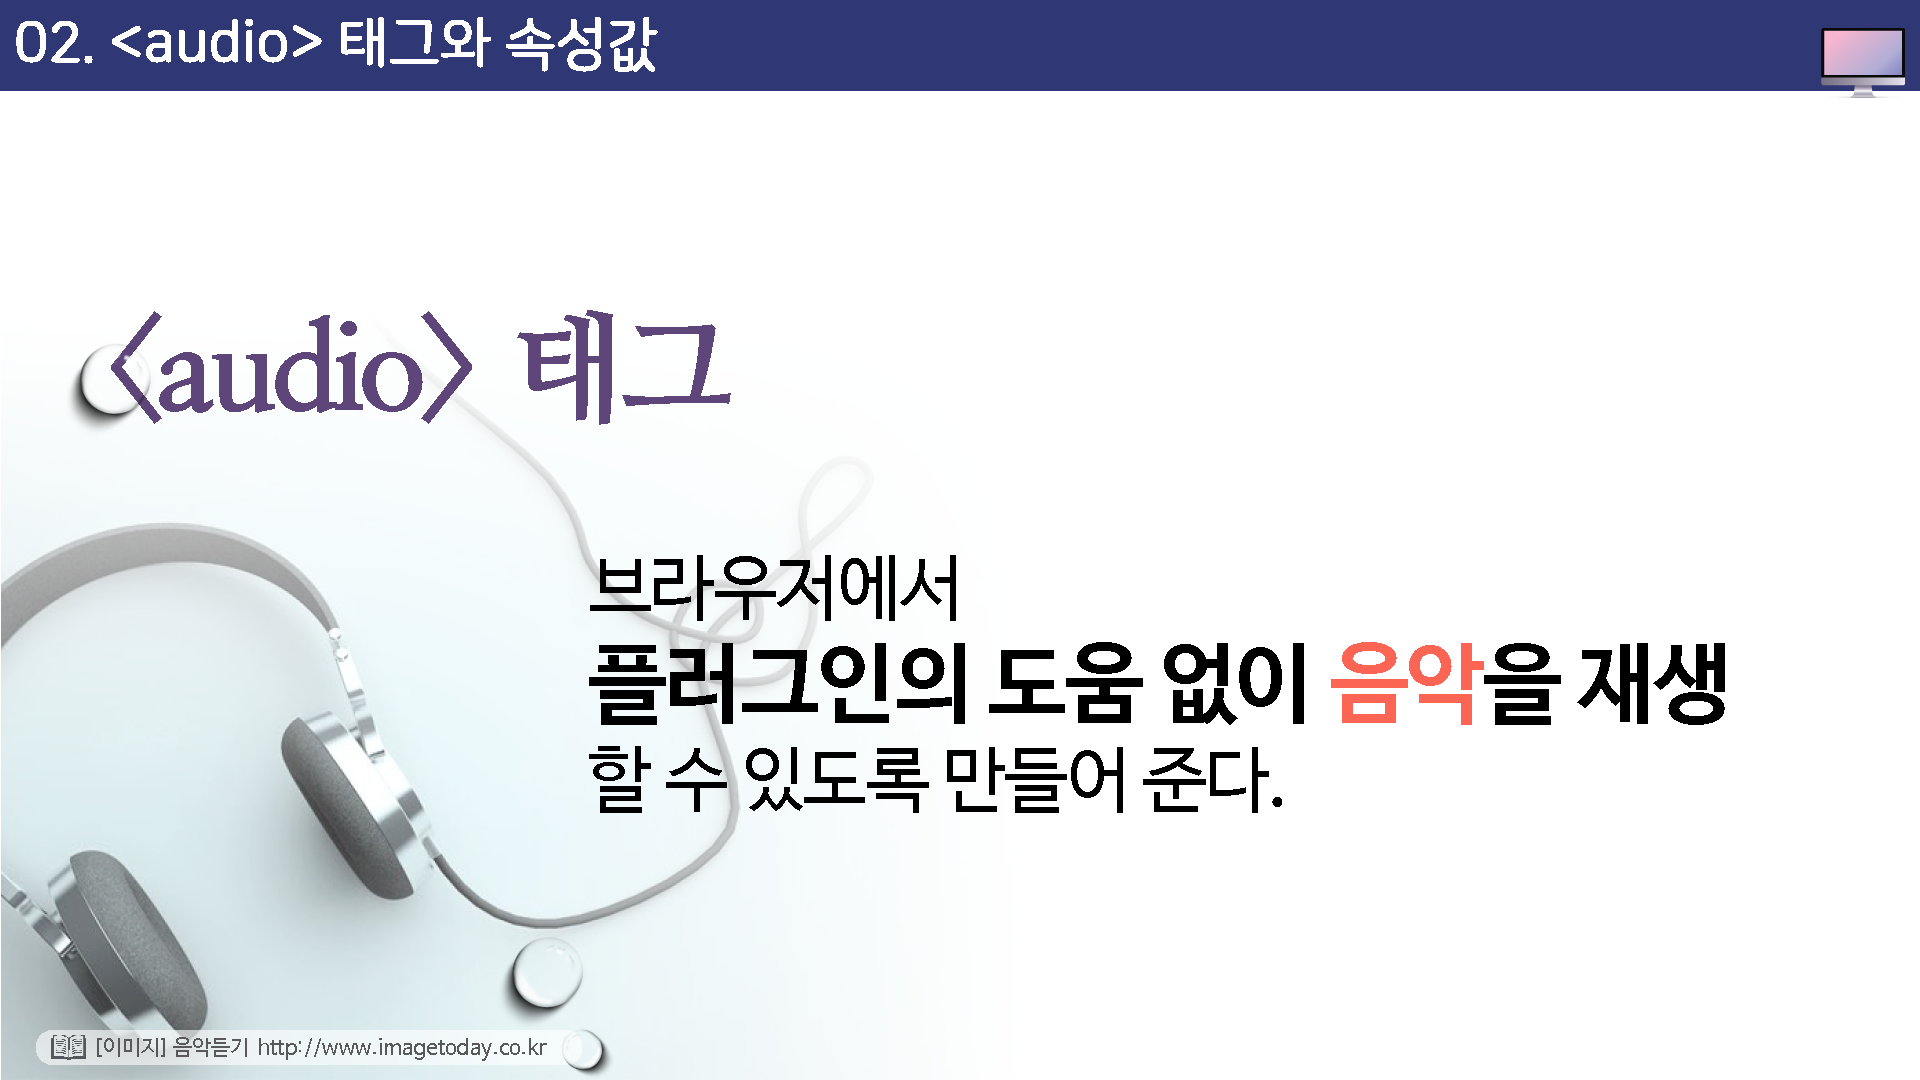 02. <audio> 태그와 속성값
<audio> 태그
브라우저에서
플러그인의 도움 없이 음악을 재생
할 수 있도록 만들어 준다.
[이미지] 음악듣기 http://www.imagetoday.co.kr